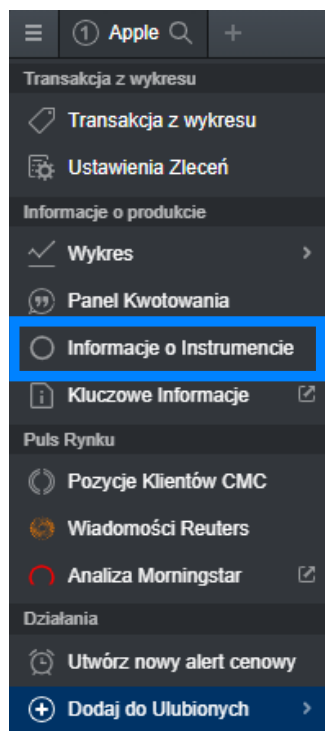 1 Apple
Transakcja z wykresu
Transakcja z wykresu
Ustawienia Zleceń
Informacje o produkcie
Wykres
Panel Kwotowania
Informacje o Instrumencie
Kluczowe Informacje
Puls Rynku
Pozycje Klientów CMC
Wiadomości Reuters
Analiza Morningstar
Działania
Utwórz nowy alert cenowy
Dodaj do Ulubionych